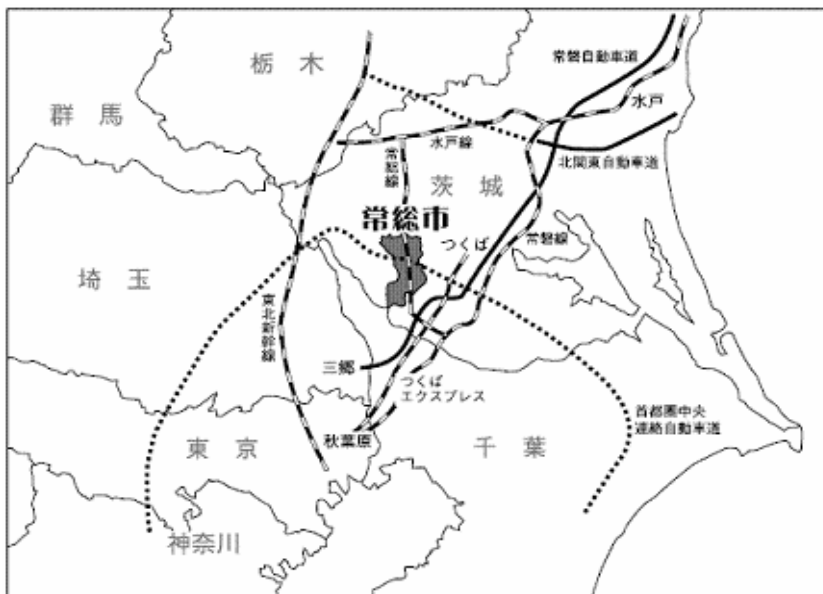 常磐自動車道
栃木
群馬
水戸
水戸線
北関東自動車道
常総線
茨城
常総市
つくば
常磐線
埼玉
東北新幹線
三郷
つくば
エクスプレス
首都圏中央
連絡自動車道
秋葉原
東京
千葉
神奈川